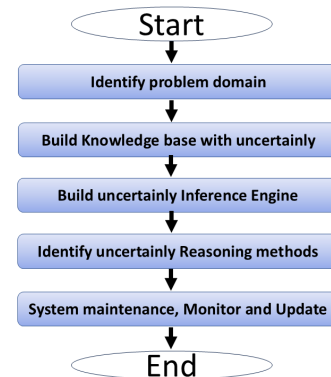 Start
Identify problem domain
Build Knowledge base with uncertainly
Build uncertainly Inference Engine
Identify uncertainly Reasoning methods
System maintenance, Monitor and Update
End